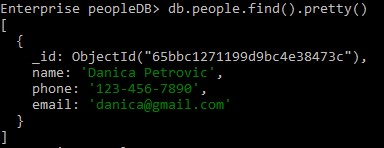 Enterprise peopleDB> db.people.find().pretty()
[
  {
    _id: ObjectId("65bbc1271199d9bc4e38473c"),
    name: 'Danica Petrovic',
    phone: '123-456-7890',
    email: 'danica@gmail.com'
  }
]